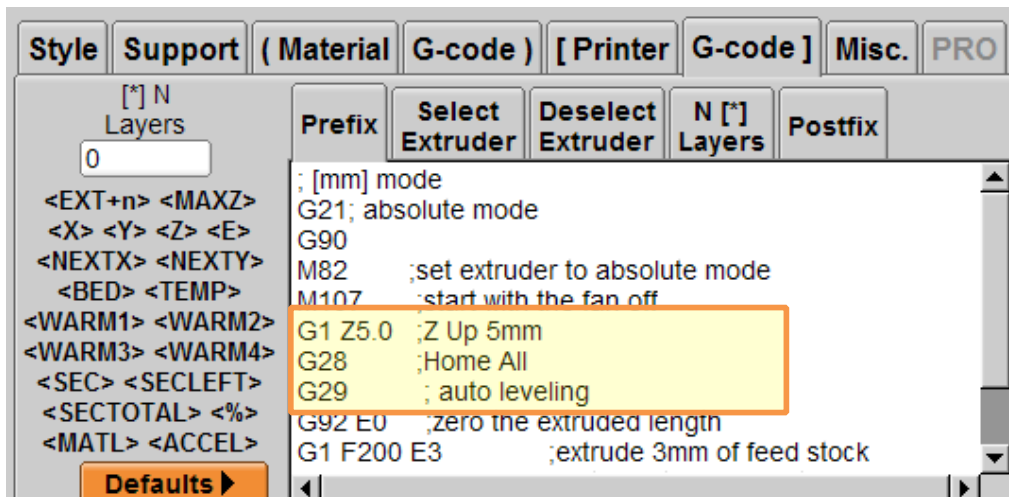 Style Support ( Material G-code ) [ Printer G-code ] Misc. PRO
[*] N
Layers
0
<EXT+n> <MAXZ>
<X> <Y> <Z> <E>
<NEXTX> <NEXTY>
<BED> <TEMP>
<WARM1> <WARM2>
<WARM3> <WARM4>
<SEC> <SECLEFT>
<SECTOTAL> <%>
<MATL> <ACCEL>
Defaults
Prefix
Select
Extruder
Deselect
Extruder
N [*]
Layers
Postfix
; [mm] mode
G21; absolute mode
G90
M82 ;set extruder to absolute mode
M107 ;start with the fan off
G1 Z5.0 ;Z Up 5mm
G28 ;Home All
G29 ; auto leveling
G92 E0 ;zero the extruded length
G1 F200 E3 ;extrude 3mm of feed stock